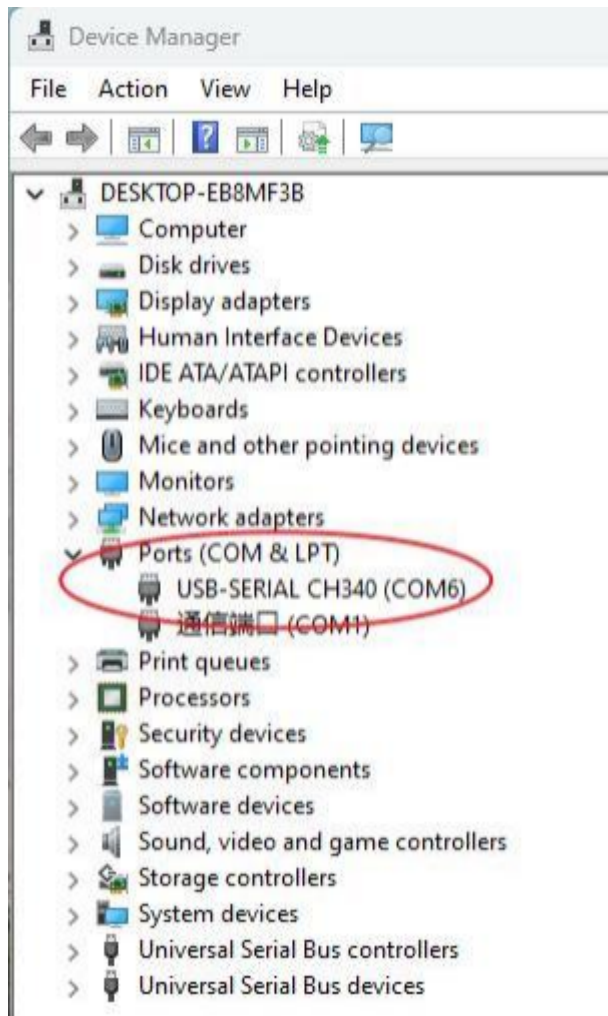 Device Manager
File Action View Help
DESKTOP-EB8MF3B
Computer
Disk drives
Display adapters
Human Interface Devices
IDE ATA/ATAPI controllers
Keyboards
Mice and other pointing devices
Monitors
Network adapters
Ports (COM & LPT)
USB-SERIAL CH340 (COM6)
通信端口 (COM1)
Print queues
Processors
Security devices
Software components
Software devices
Sound, video and game controllers
Storage controllers
System devices
Universal Serial Bus controllers
Universal Serial Bus devices